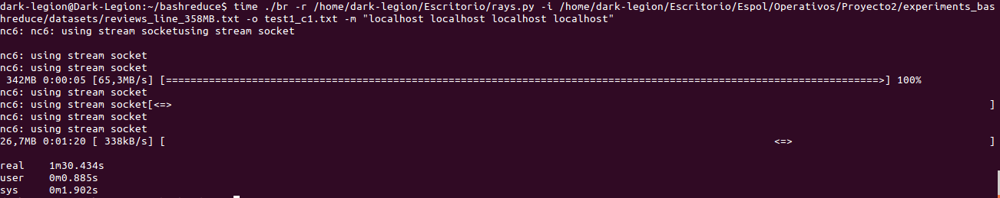 dark-legion@Dark-Legion:~/bashreduce$ time ./br -r /home/dark-legion/Escritorio/rays.py -i /home/dark-legion/Escritorio/Espol/Operativos/Proyecto2/experiments_bas
hreduce/datasets/reviews_line_358MB.txt -o test1_c1.txt -m "localhost localhost localhost localhost"
nc6: nc6: using stream socketusing stream socket
nc6: using stream socket
nc6: using stream socket
342MB 0:00:05 [65,3MB/s] [====================================================================================================================>] 100%
nc6: using stream socket
nc6: using stream socket[<=> ]
nc6: using stream socket
nc6: using stream socket
26,7MB 0:01:20 [ 338kB/s] [ <=> ]
real 1m30.434s
user 0m0.885s
sys 0m1.902s